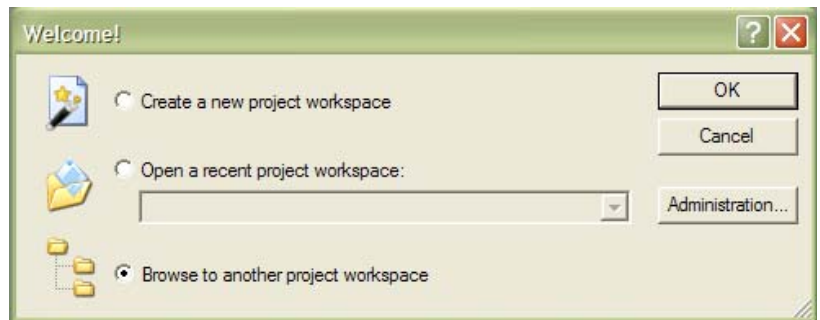 Welcome!
Create a new project workspace
OK
Cancel
Open a recent project workspace:
Administration...
Browse to another project workspace